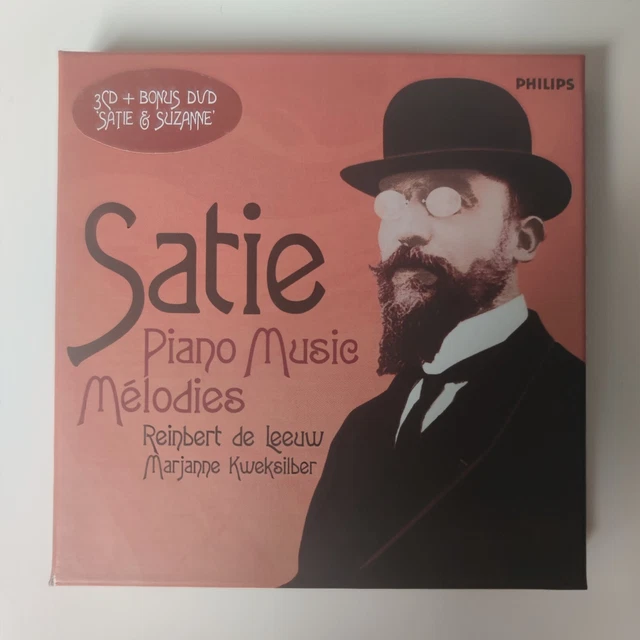 3CD + BONUS DVD
'SATIE & SUZANNE'
PHILIPS
Satie
Piano Music
Mélodies
Reinbert de Leeuw
Marjanne Kweksilber